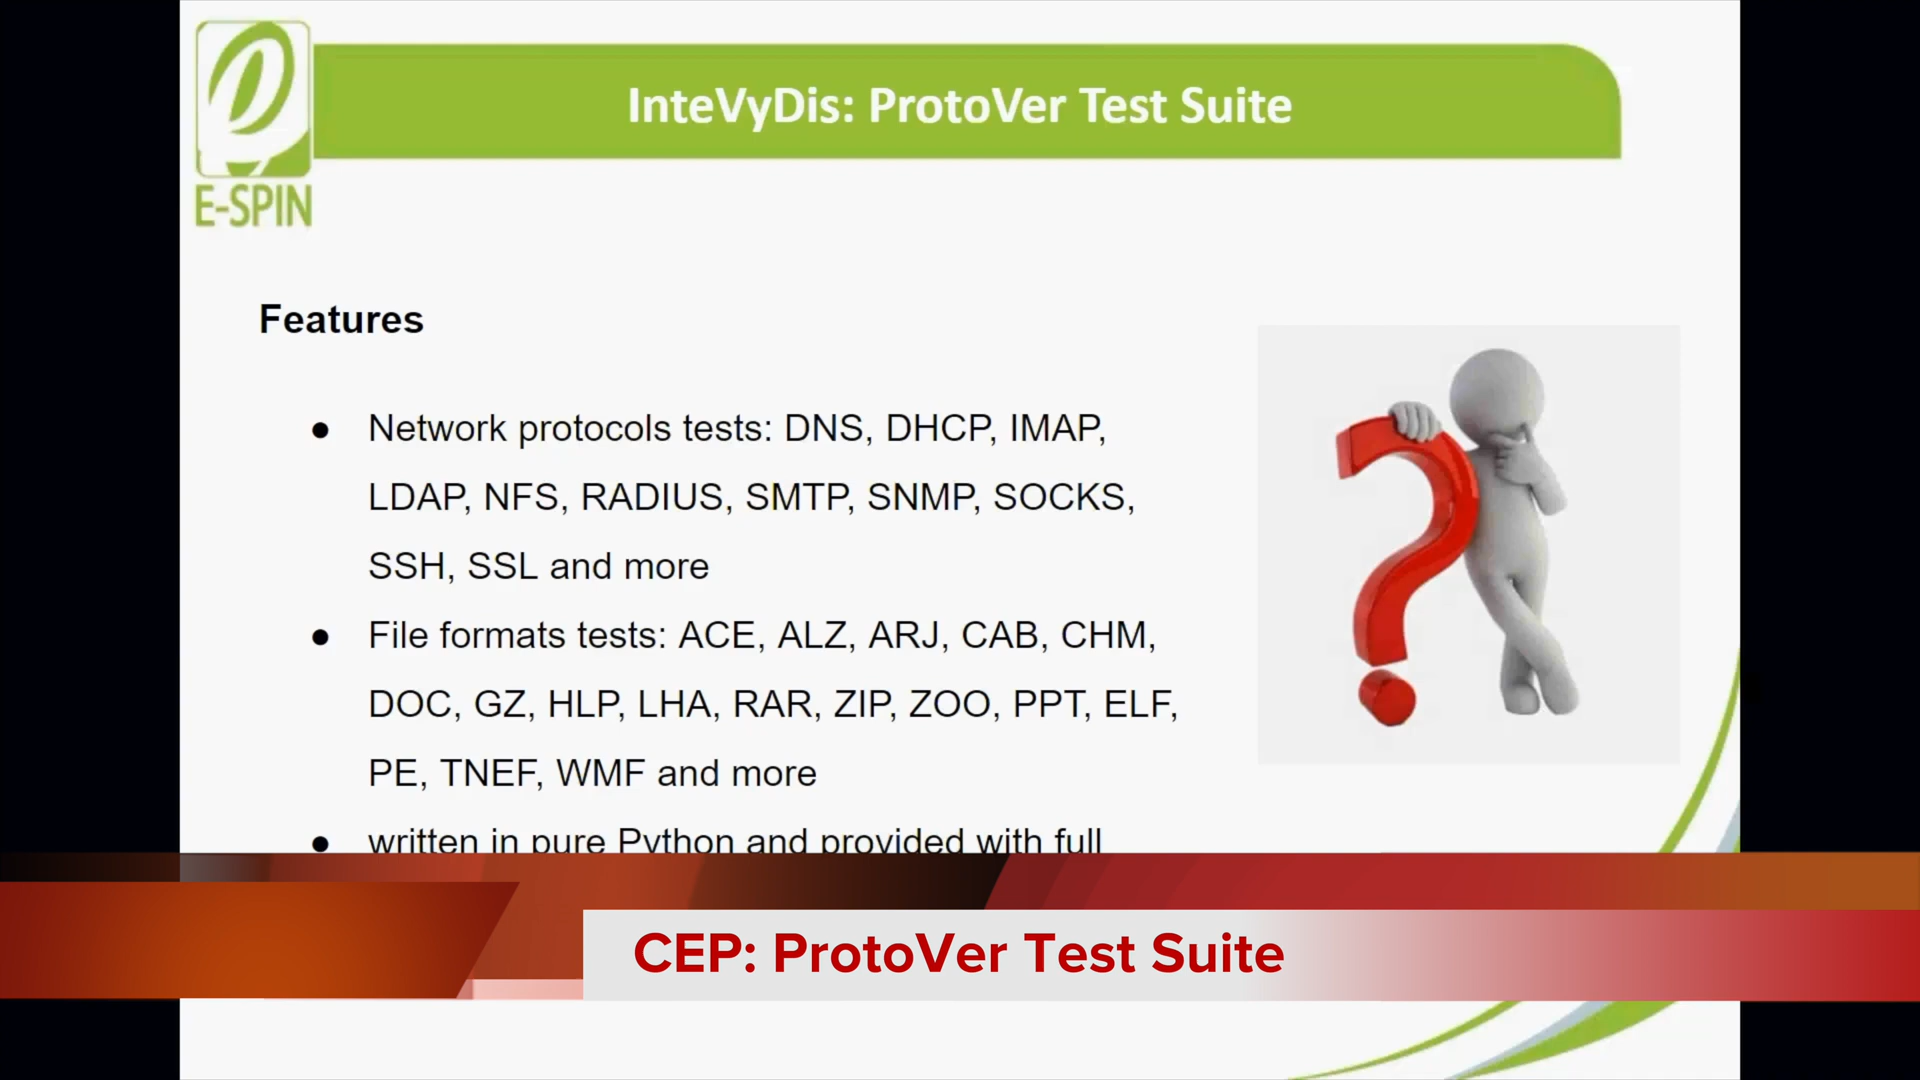 InteVyDis: ProtoVer Test Suite
E-SPIN
Features
● Network protocols tests: DNS, DHCP, IMAP,
LDAP, NFS, RADIUS, SMTP, SNMP, SOCKS,
SSH, SSL and more
● File formats tests: ACE, ALZ, ARJ, CAB, CHM,
DOC, GZ, HLP, LHA, RAR, ZIP, ZOO, PPT, ELF,
PE, TNEF, WMF and more
● written in pure Python and provided with full
CEP: ProtoVer Test Suite